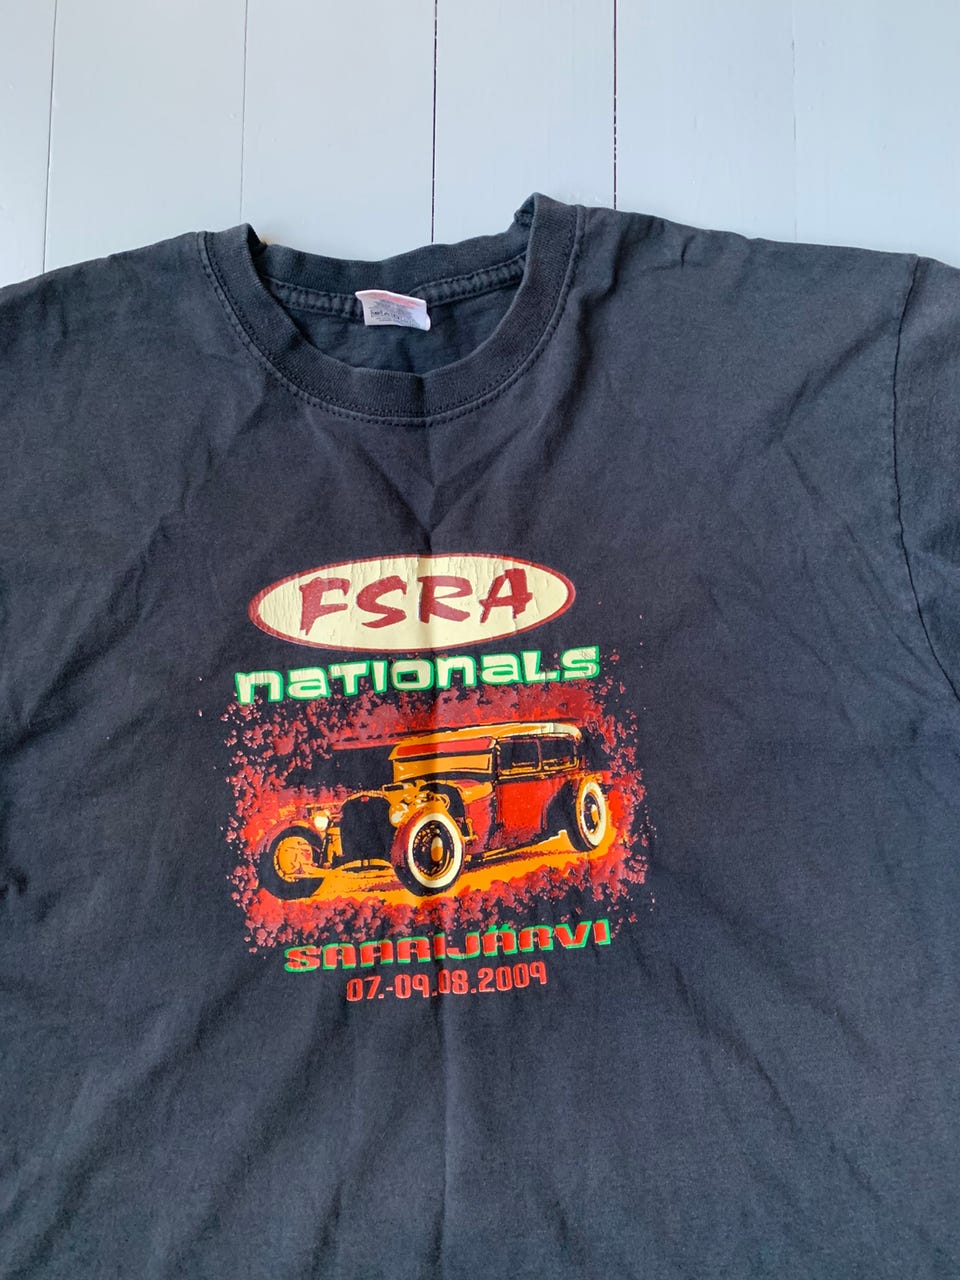 FSRA
NATIONALS
SAARIJÄRVI
07.-09.08.2009